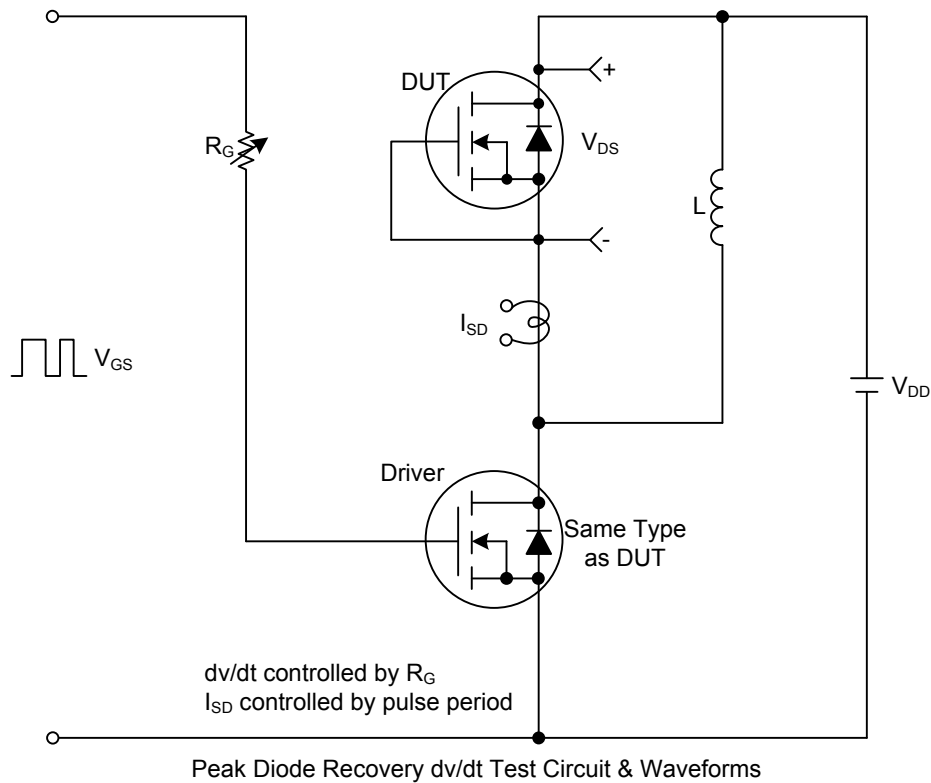 DUT
+
R_G
V_DS
L
-
I_SD
V_GS
V_DD
Driver
Same Type
as DUT
dv/dt controlled by R_G
I_SD controlled by pulse period
Peak Diode Recovery dv/dt Test Circuit & Waveforms